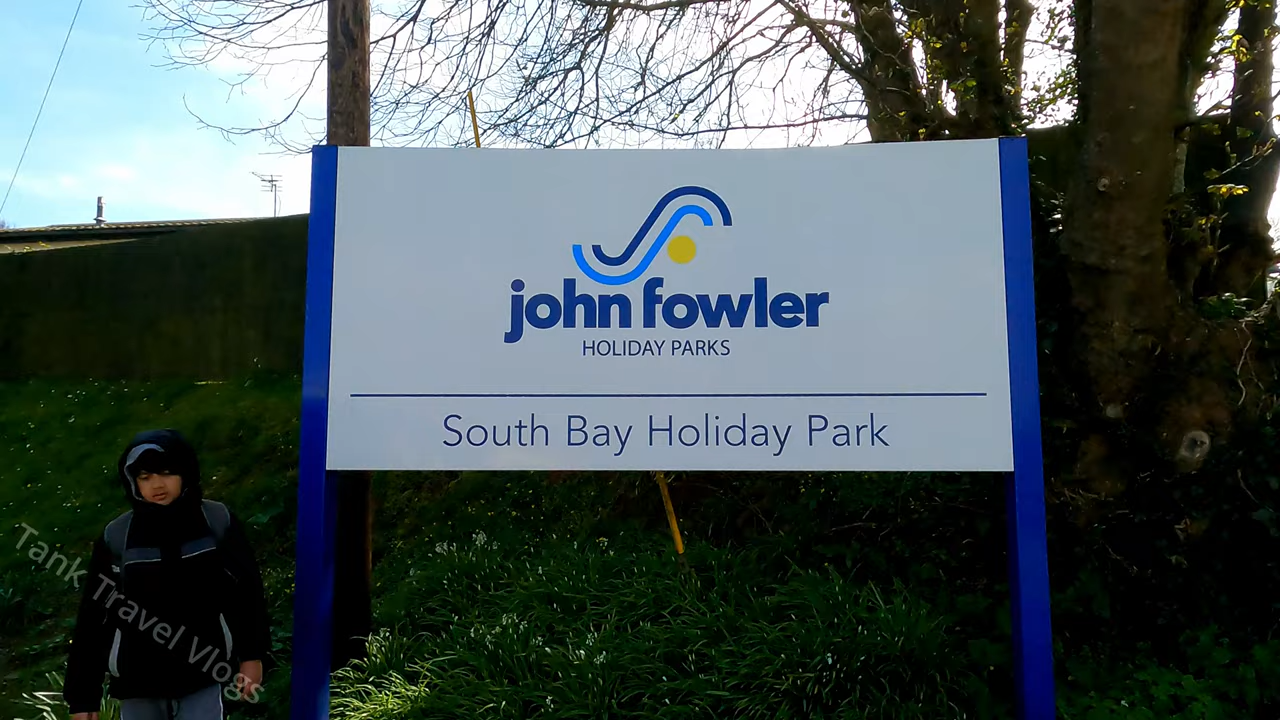 john fowler
HOLIDAY PARKS
South Bay Holiday Park
Tank Travel Vlogs